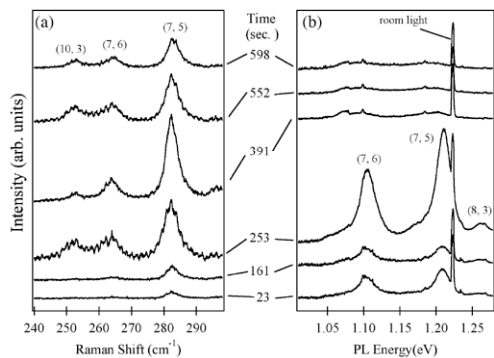 (a)
(7, 5)
(7, 6)
(10, 3)
Time
(sec.)
598
552
391
253
161
23
(b)
room light
(7, 5)
(7, 6)
(8, 3)
Intensity (arb. units)
240 250 260 270 280 290
Raman Shift (cm⁻¹)
1.05 1.10 1.15 1.20 1.25
PL Energy(eV)